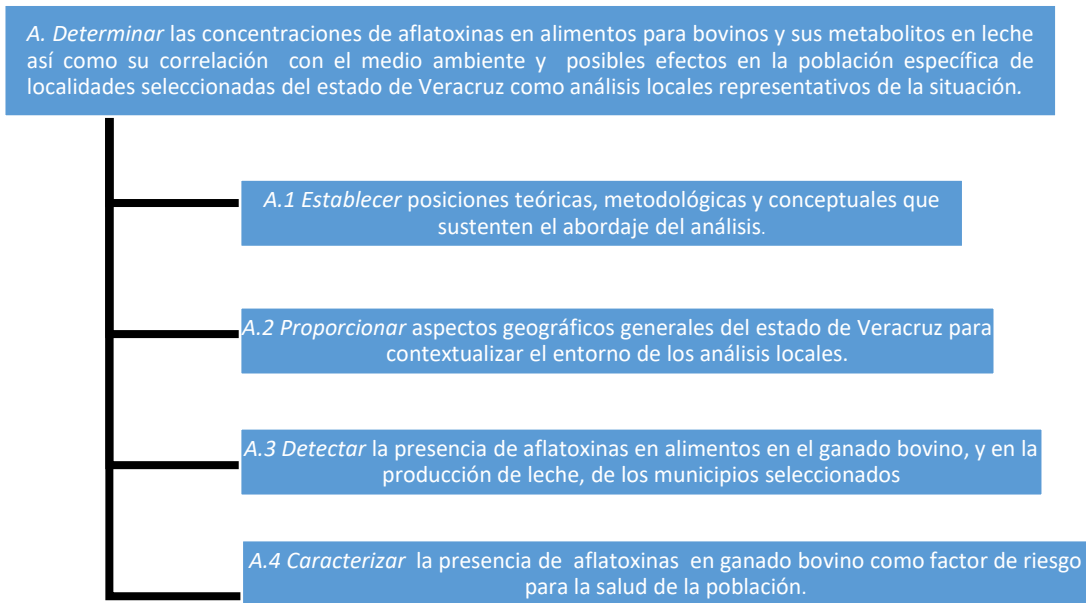 A. Determinar las concentraciones de aflatoxinas en alimentos para bovinos y sus metabolitos en leche
así como su correlación con el medio ambiente y posibles efectos en la población específica de
localidades seleccionadas del estado de Veracruz como análisis locales representativos de la situación.
A.1 Establecer posiciones teóricas, metodológicas y conceptuales que
sustenten el abordaje del análisis.
A.2 Proporcionar aspectos geográficos generales del estado de Veracruz para
contextualizar el entorno de los análisis locales.
A.3 Detectar la presencia de aflatoxinas en alimentos en el ganado bovino, y en la
producción de leche, de los municipios seleccionados
A.4 Caracterizar la presencia de aflatoxinas en ganado bovino como factor de riesgo
para la salud de la población.